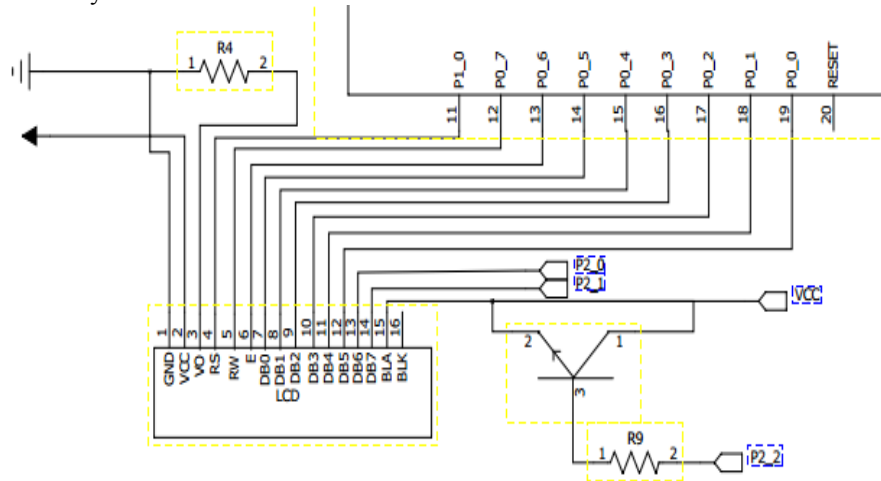 R4
1 2
P1_0 P0_7 P0_6 P0_5 P0_4 P0_3 P0_2 P0_1 P0_0 RESET
11 12 13 14 15 16 17 18 19 20
P2_0
P2_1
VCC
1 2 3 4 5 6 7 8 9 10 11 12 13 14 15 16
GND VCC VO RS RW E DB0 DB1 DB2 DB3 DB4 DB5 DB6 DB7 BLA BLK
LCD
2 1
3
R9
1 2
P2_2